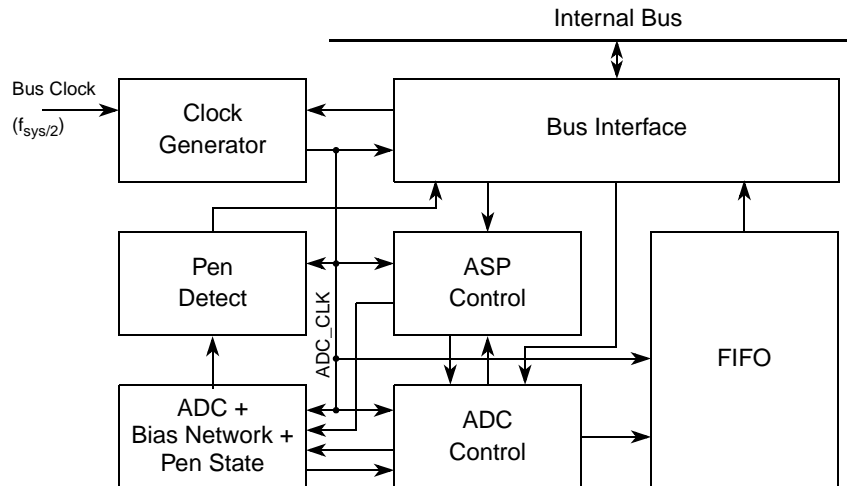 Internal Bus
Bus Clock
(fsys/2)
Clock
Generator
Bus Interface
Pen
Detect
ADC_CLK
ASP
Control
FIFO
ADC +
Bias Network +
Pen State
ADC
Control